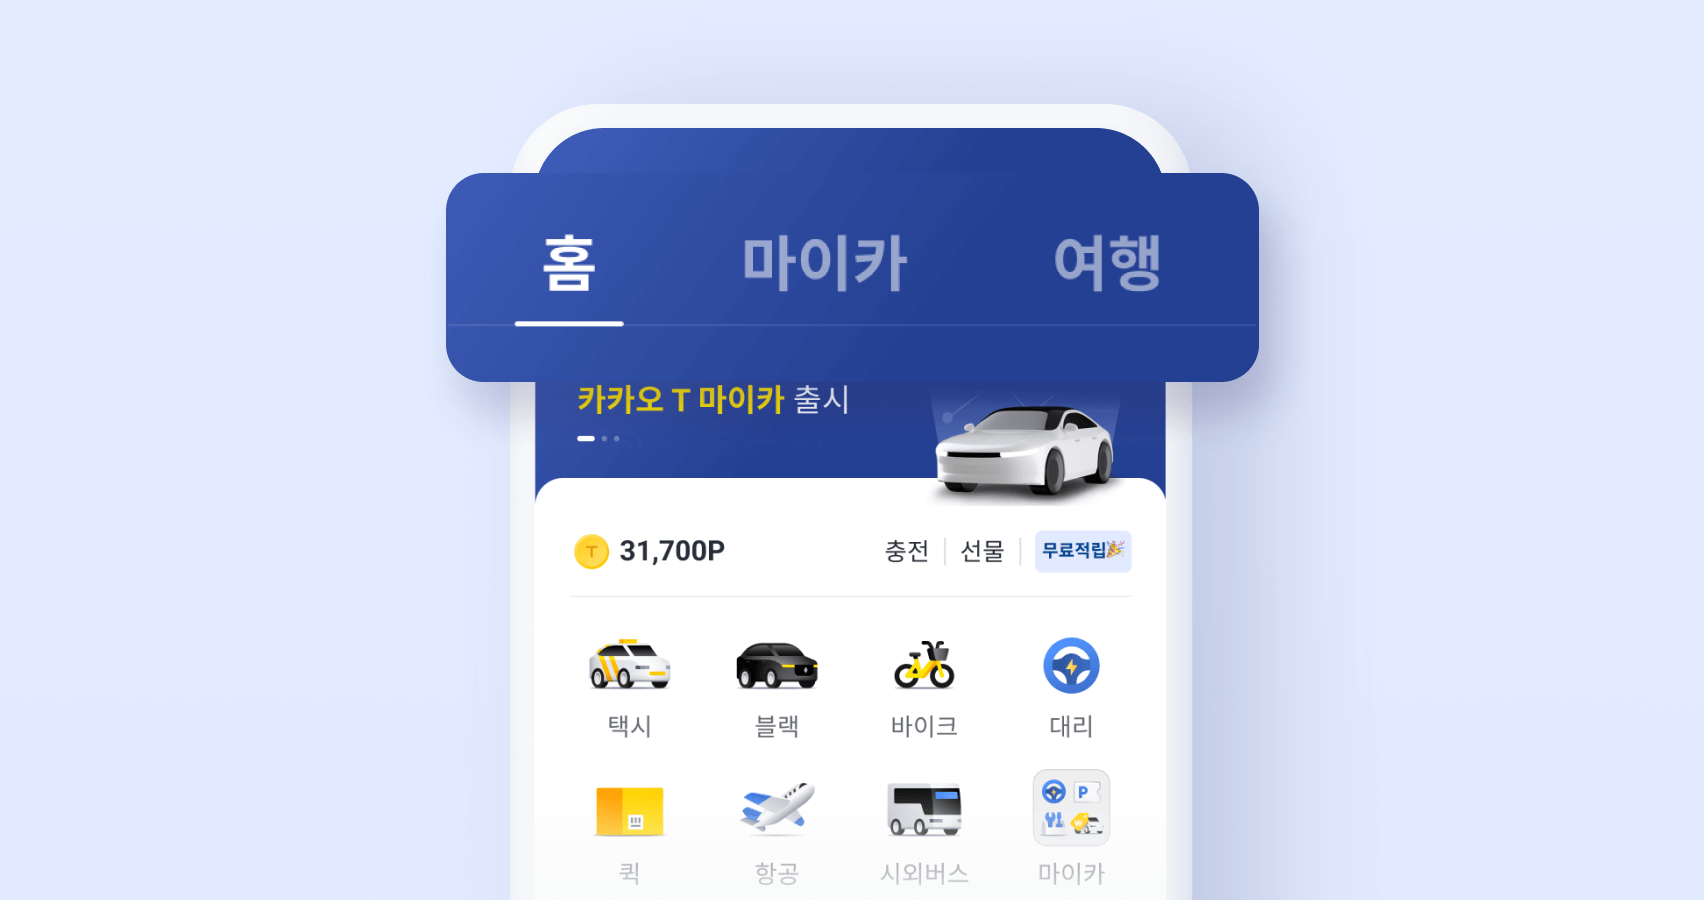 홈 마이카 여행
카카오 T 마이카 출시
T 31,700P 충전 선물 무료적립
택시 블랙 바이크 대리
P
퀵 항공 시외버스 마이카